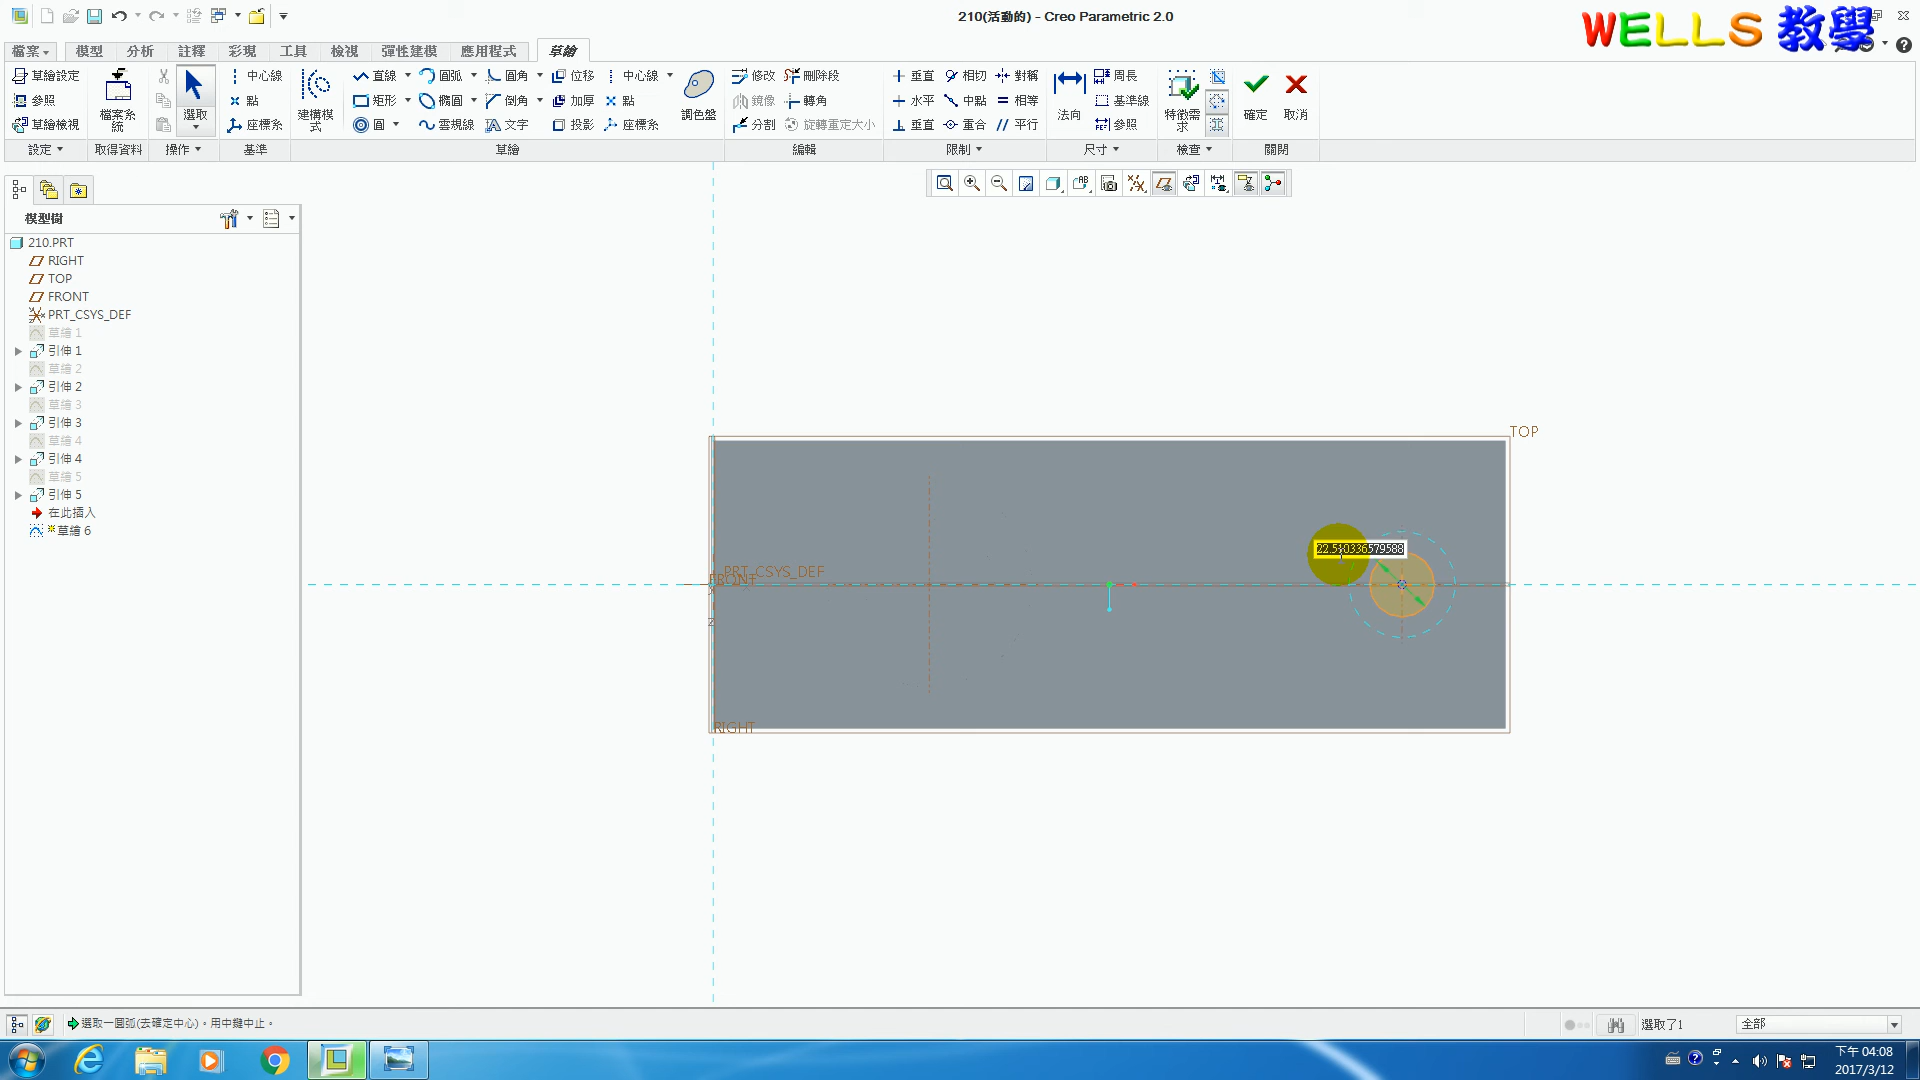 210(活動的) - Creo Parametric 2.0
WELLS 教學
檔案 模型 分析 註釋 彩現 工具 檢視 彈性建模 應用程式 草繪
草繪設定
參照
草繪檢視
設定
檔案系統
取得資料
選取
操作
中心線
點
座標系
基準
建構模式
直線 圓弧 圓角 位移 中心線
矩形 橢圓 倒角 加厚 點
圓 雲規線 文字 投影 座標系
調色盤
草繪
修改 刪除段
鏡像 轉角
分割 旋轉重定大小
編輯
垂直 相切 對稱
水平 中點 相等
垂直 重合 平行
限制
法向
周長
基準線
參照
尺寸
特徵需求
檢查
確定 取消
關閉
模型樹
210.PRT
RIGHT
TOP
FRONT
PRT_CSYS_DEF
草繪 1
引伸 1
草繪 2
引伸 2
草繪 3
引伸 3
草繪 4
引伸 4
草繪 5
引伸 5
在此插入
草繪 6
TOP
22.510336579588
PRT_CSYS_DEF
FRONT
Z
RIGHT
選取一圓弧(去確定中心)。用中鍵中止。
選取了1
全部
下午 04:08
2017/3/12